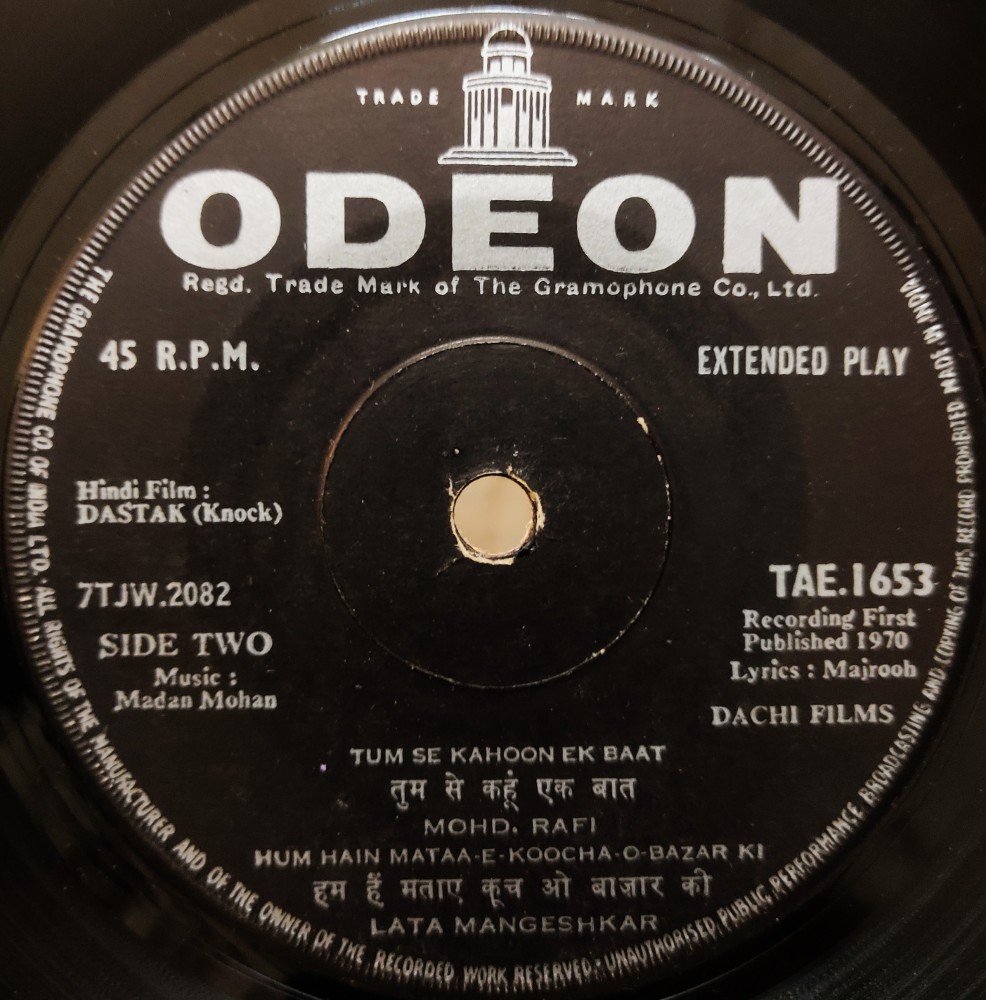 TRADE MARK
ODEON
Regd. Trade Mark of The Gramophone Co., Ltd.
45 R.P.M.
EXTENDED PLAY
Hindi Film :
DASTAK (Knock)
7TJW.2082
SIDE TWO
Music :
Madan Mohan
TAE.1653
Recording First
Published 1970
Lyrics : Majrooh
DACHI FILMS
TUM SE KAHOON EK BAAT
तुम से कहूं एक बात
MOHD. RAFI
HUM HAIN MATAA-E-KOOCHA-O-BAZAR KI
हम हैं मताए कूच ओ बाजार की
LATA MANGESHKAR
THE GRAMOPHONE CO. OF INDIA LTD. ALL RIGHTS OF THE MANUFACTURER AND OF THE OWNER OF THE RECORDED WORK RESERVED · UNAUTHORISED PUBLIC PERFORMANCE BROADCASTING AND COPYING OF THIS RECORD PROHIBITED MADE IN INDIA